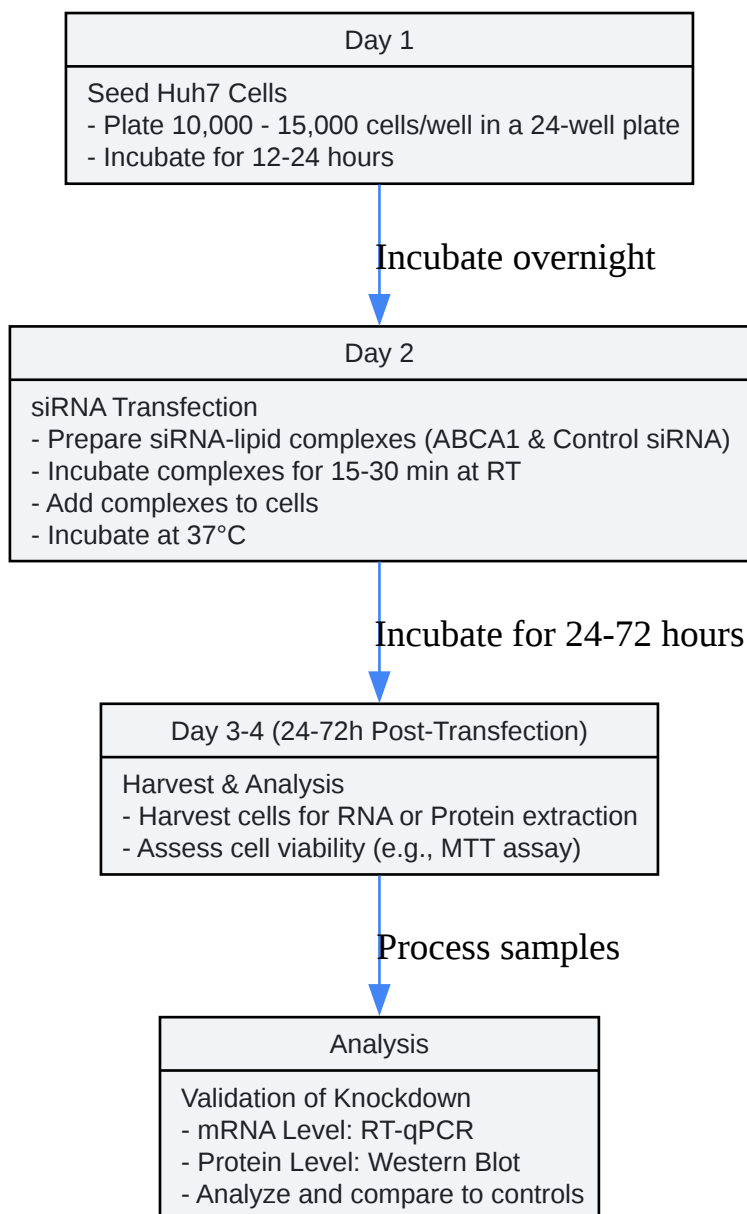 Day 1
Seed Huh7 Cells
- Plate 10,000 - 15,000 cells/well in a 24-well plate
- Incubate for 12-24 hours
Incubate overnight
Day 2
siRNA Transfection
- Prepare siRNA-lipid complexes (ABCA1 & Control siRNA)
- Incubate complexes for 15-30 min at RT
- Add complexes to cells
- Incubate at 37°C
Incubate for 24-72 hours
Day 3-4 (24-72h Post-Transfection)
Harvest & Analysis
- Harvest cells for RNA or Protein extraction
- Assess cell viability (e.g., MTT assay)
Process samples
Analysis
Validation of Knockdown
- mRNA Level: RT-qPCR
- Protein Level: Western Blot
- Analyze and compare to controls